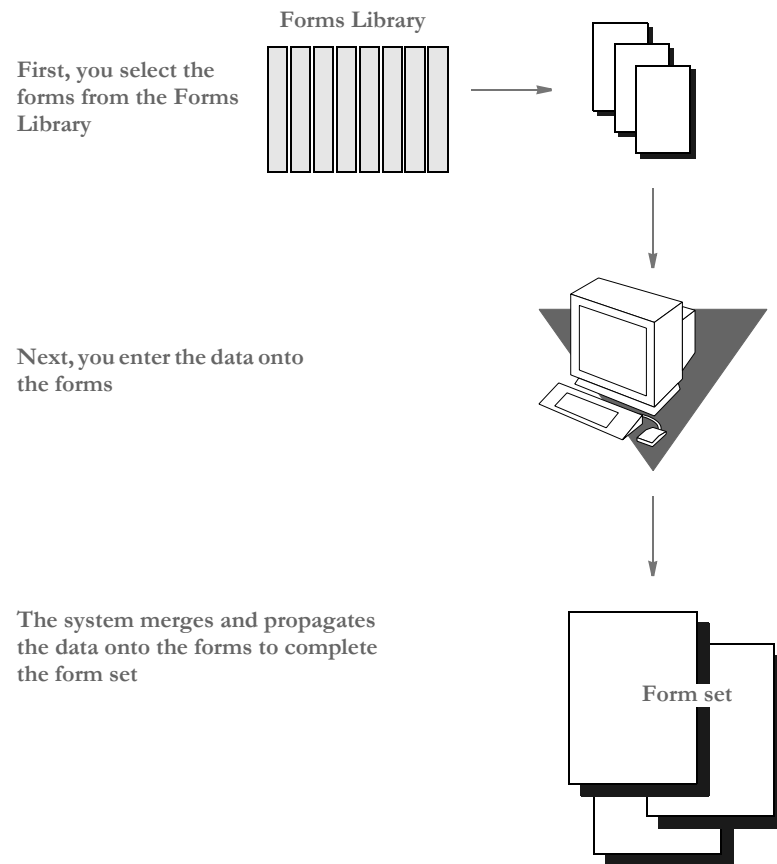 Forms Library
First, you select the
forms from the Forms
Library
Next, you enter the data onto
the forms
The system merges and propagates
the data onto the forms to complete
the form set
Form set